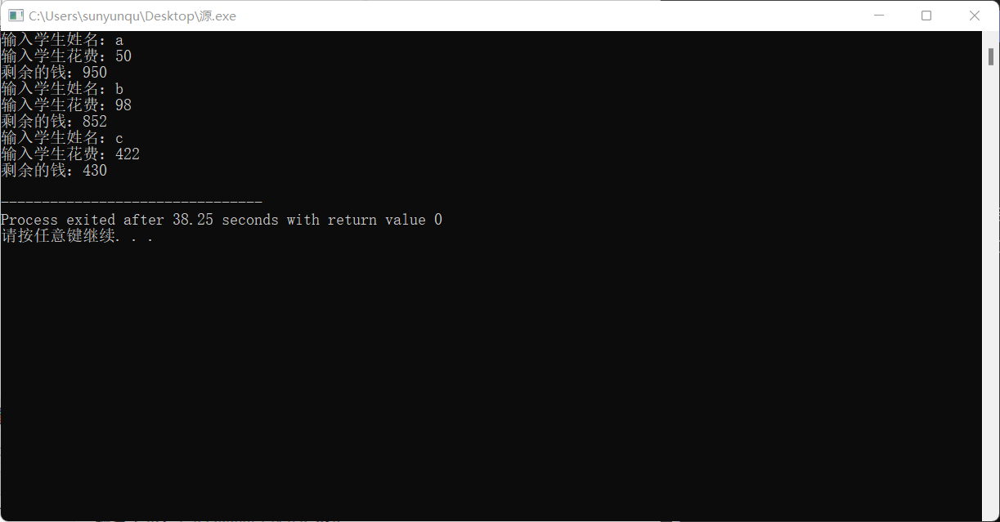 C:\Users\sunyunqu\Desktop\源.exe
输入学生姓名：a
输入学生花费：50
剩余的钱：950
输入学生姓名：b
输入学生花费：98
剩余的钱：852
输入学生姓名：c
输入学生花费：422
剩余的钱：430
--------------------------------
Process exited after 38.25 seconds with return value 0
请按任意键继续. . .